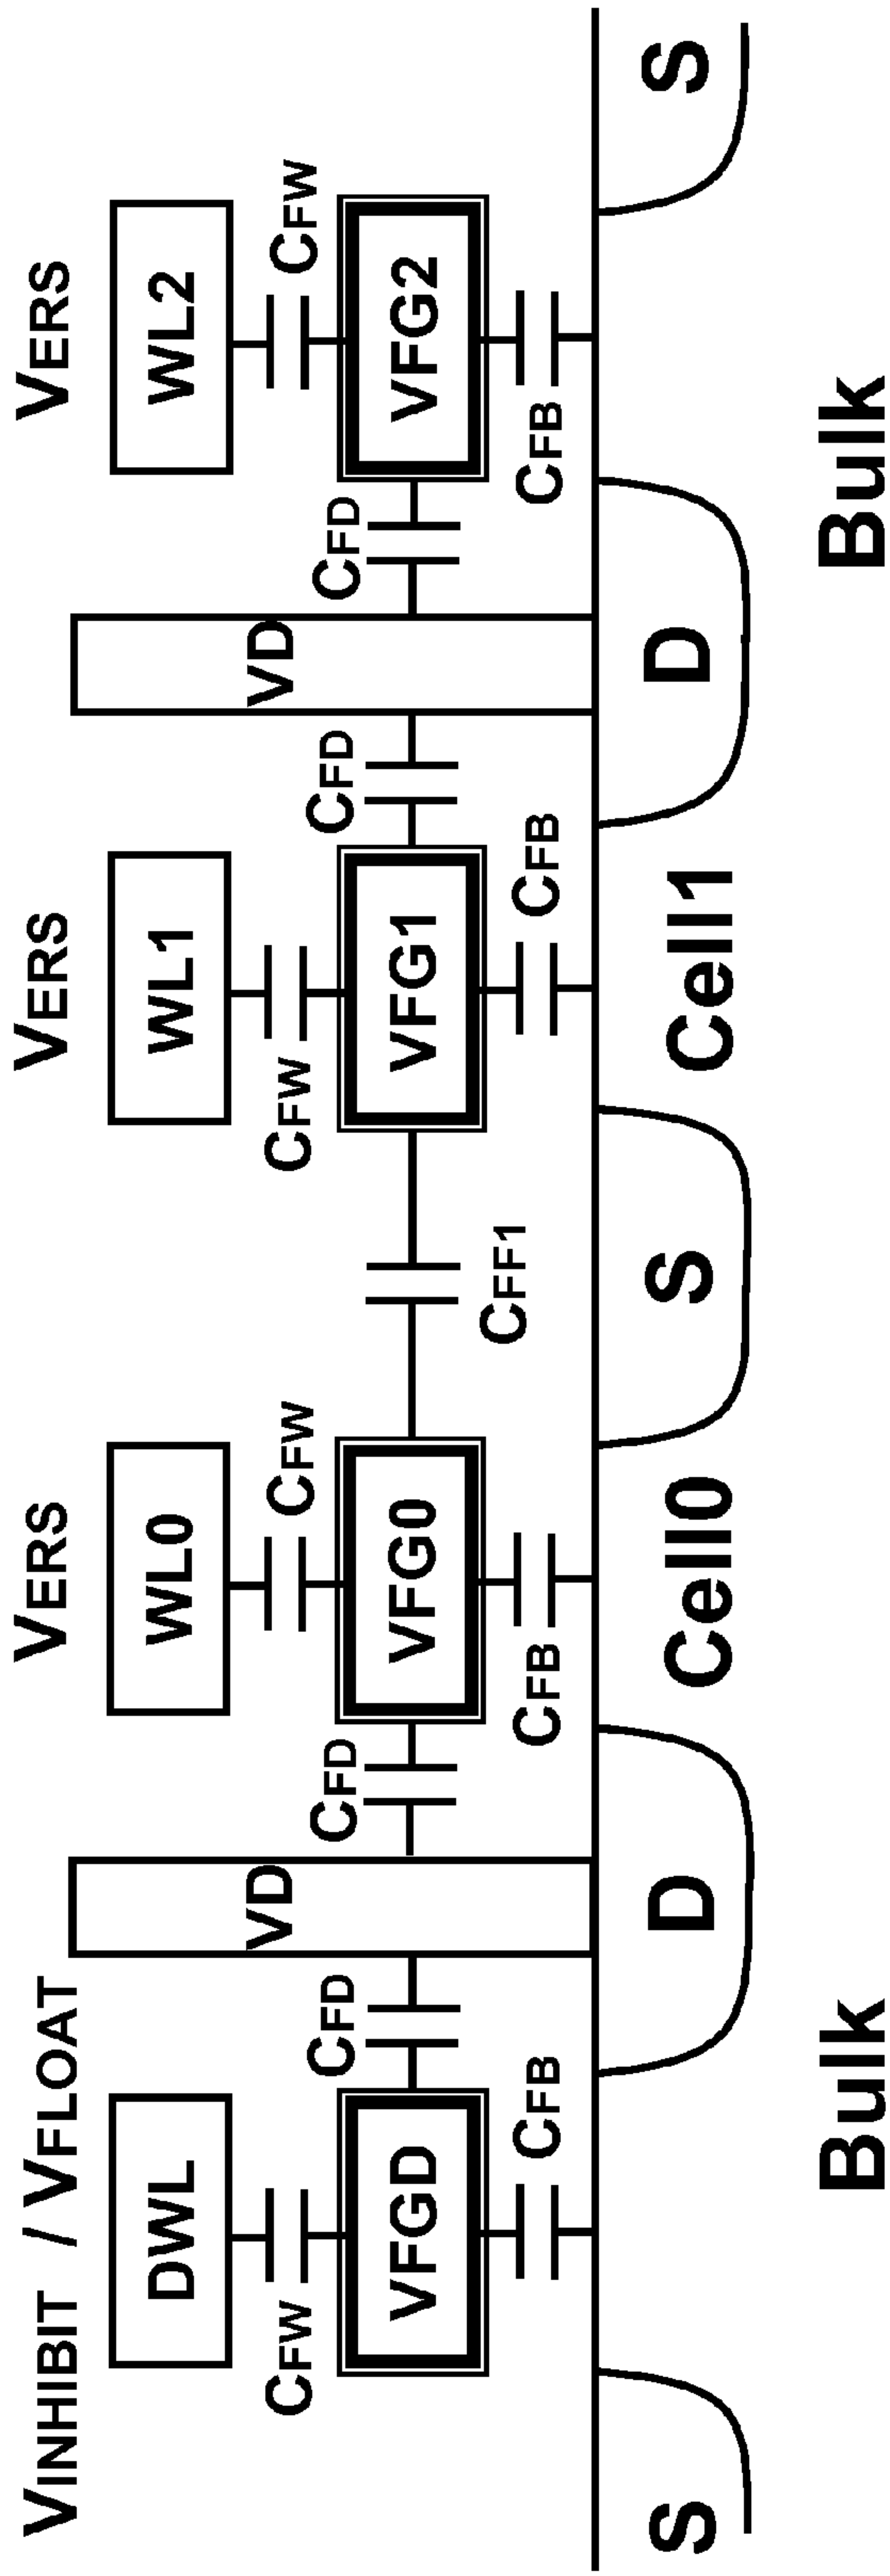 VINHIBIT / VFLOAT
VERS
VERS
VERS
DWL
WL0
WL1
WL2
VD
VD
CFW
CFW
CFW
CFW
CFD
CFD
CFD
CFD
VFGD
VFG0
VFG1
VFG2
CFF1
CFB
CFB
CFB
CFB
S
D
S
D
S
Cell0
Cell1
Bulk
Bulk